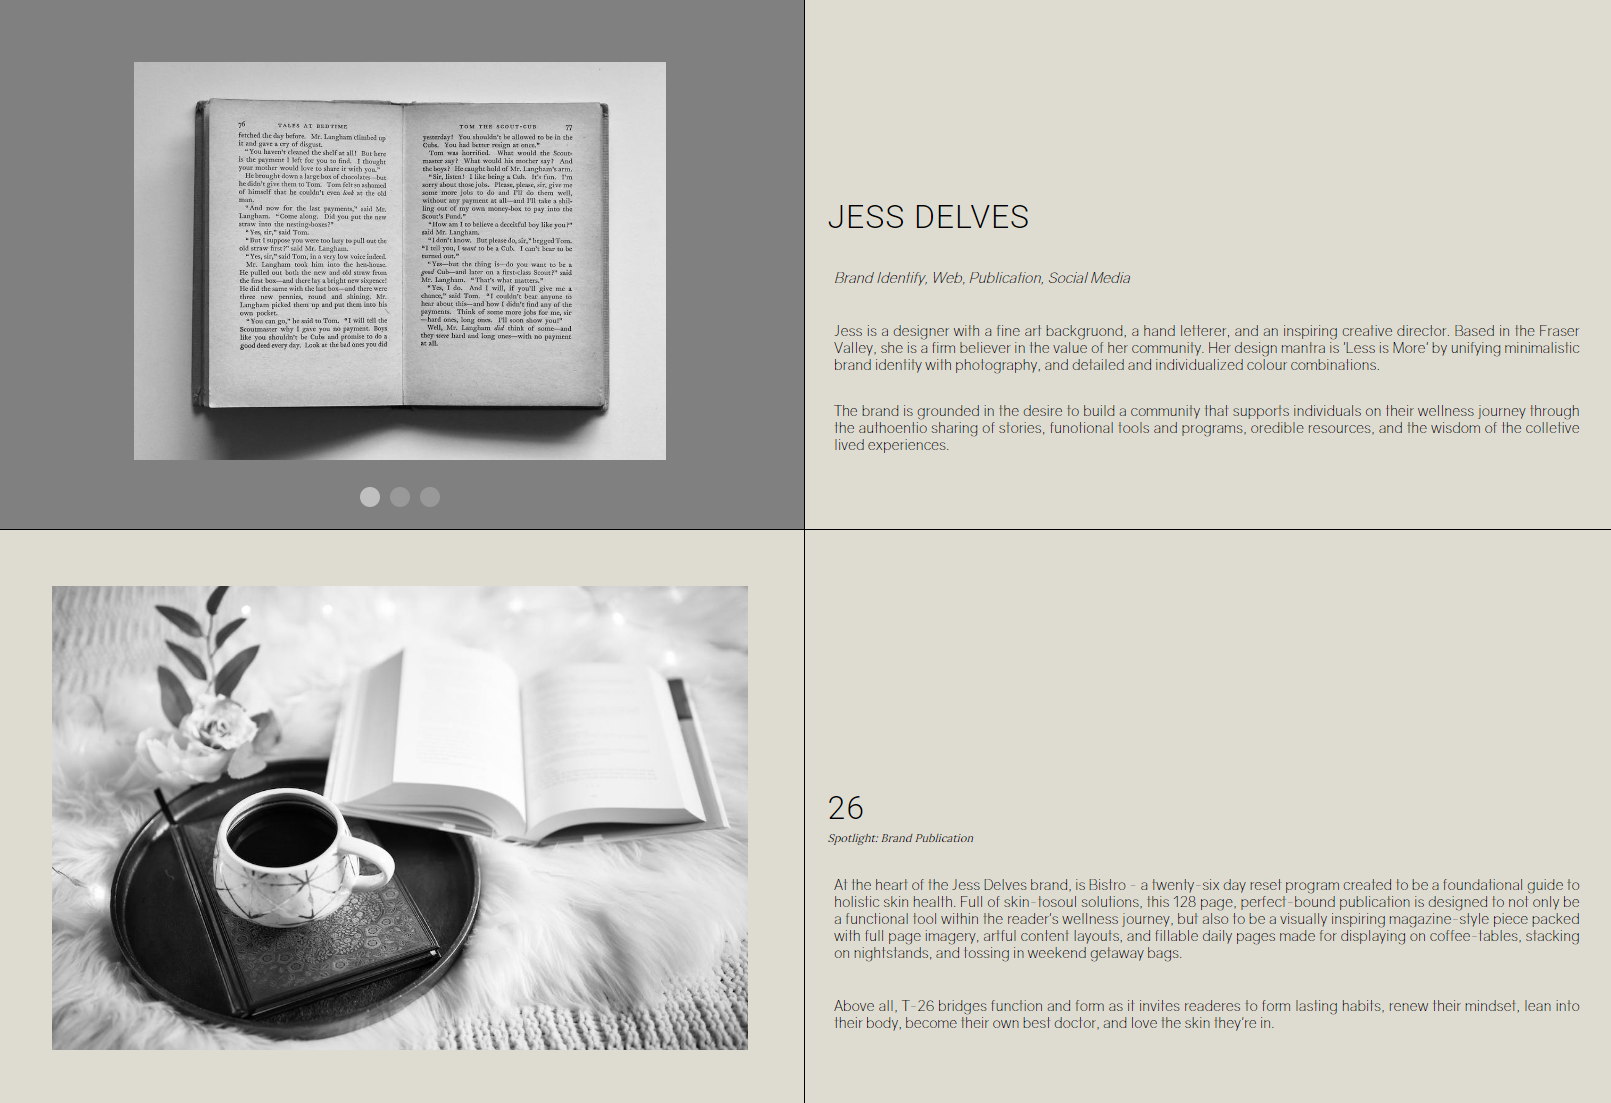 76 TALES AT BEDTIME
fetched the day before. Mr. Langham climbed up
it and gave a cry of disgust.
"You haven't cleaned the shelf at all! But here
is the payment I left for you to find. I thought
your mother would love to share it with you."
He brought down a large box of chocolates—but
he didn't give them to Tom. Tom felt so ashamed
of himself that he couldn't even look at the old
man.
"And now for the last payments," said Mr.
Langham. "Come along. Did you put the new
straw into the nesting-boxes?"
"Yes, sir," said Tom.
"But I suppose you were too lazy to pull out the
old straw first?" said Mr. Langham.
"Yes, sir," said Tom, in a very low voice indeed.
Mr. Langham took him into the hen-house.
He pulled out both the new and old straw from
the first box—and there lay a bright new sixpence!
He did the same with the last box—and there were
three new pennies, round and shining. Mr.
Langham picked them up and put them into his
own pocket.
"You can go," he said to Tom. "I will tell the
Scoutmaster why I gave you no payment. Boys
like you shouldn't be Cubs and promise to do a
good deed every day. Look at the bad ones you did
TOM THE SCOUT-CUB 77
yesterday! You shouldn't be allowed to be in the
Cubs. You had better resign at once."
Tom was horrified. What would the Scout-
master say? What would his mother say? And
the boys? He caught hold of Mr. Langham's arm.
"Sir, listen! I like being a Cub. It's fun. I'm
sorry about those jobs. Please, please, sir, give me
some more jobs to do and I'll do them well,
without any payment at all—and I'll take a shil-
ling out of my own money-box to pay into the
Scout's Fund."
"How am I to believe a deceitful boy like you?"
said Mr. Langham.
"I don't know. But please do, sir," begged Tom.
"I tell you, I want to be a Cub. I can't bear to be
turned out."
"Yes—but the thing is—do you want to be a
good Cub—and later on a first-class Scout?" said
Mr. Langham. "That's what matters."
"Yes, I do. And I will, if you'll give me a
chance," said Tom. "I couldn't bear anyone to
hear about this—and how I didn't find any of the
payments. Think of some more jobs for me, sir
—hard ones, long ones. I'll soon show you!"
Well, Mr. Langham did think of some—and
they were hard and long ones—with no payment
at all.
JESS DELVES
Brand Identify, Web, Publication, Social Media
Jess is a designer with a fine art backgruond, a hand letterer, and an inspiring creative director. Based in the Fraser
Valley, she is a firm believer in the value of her community. Her design mantra is 'Less is More' by unifying minimalistic
brand identity with photography, and detailed and individualized colour combinations.
The brand is grounded in the desire to build a community that supports individuals on their wellness journey through
the authoentio sharing of stories, funotional tools and programs, oredible resources, and the wisdom of the colletive
lived experiences.
26
Spotlight: Brand Publication
At the heart of the Jess Delves brand, is Bistro - a twenty-six day reset program created to be a foundational guide to
holistic skin health. Full of skin-tosoul solutions, this 128 page, perfect-bound publication is designed to not only be
a functional tool within the reader's wellness journey, but also to be a visually inspiring magazine-style piece packed
with full page imagery, artful content layouts, and fillable daily pages made for displaying on coffee-tables, stacking
on nightstands, and tossing in weekend getaway bags.
Above all, T-26 bridges function and form as it invites readeres to form lasting habits, renew their mindset, lean into
their body, become their own best doctor, and love the skin they're in.